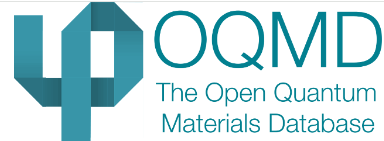 OQMD
The Open Quantum
Materials Database